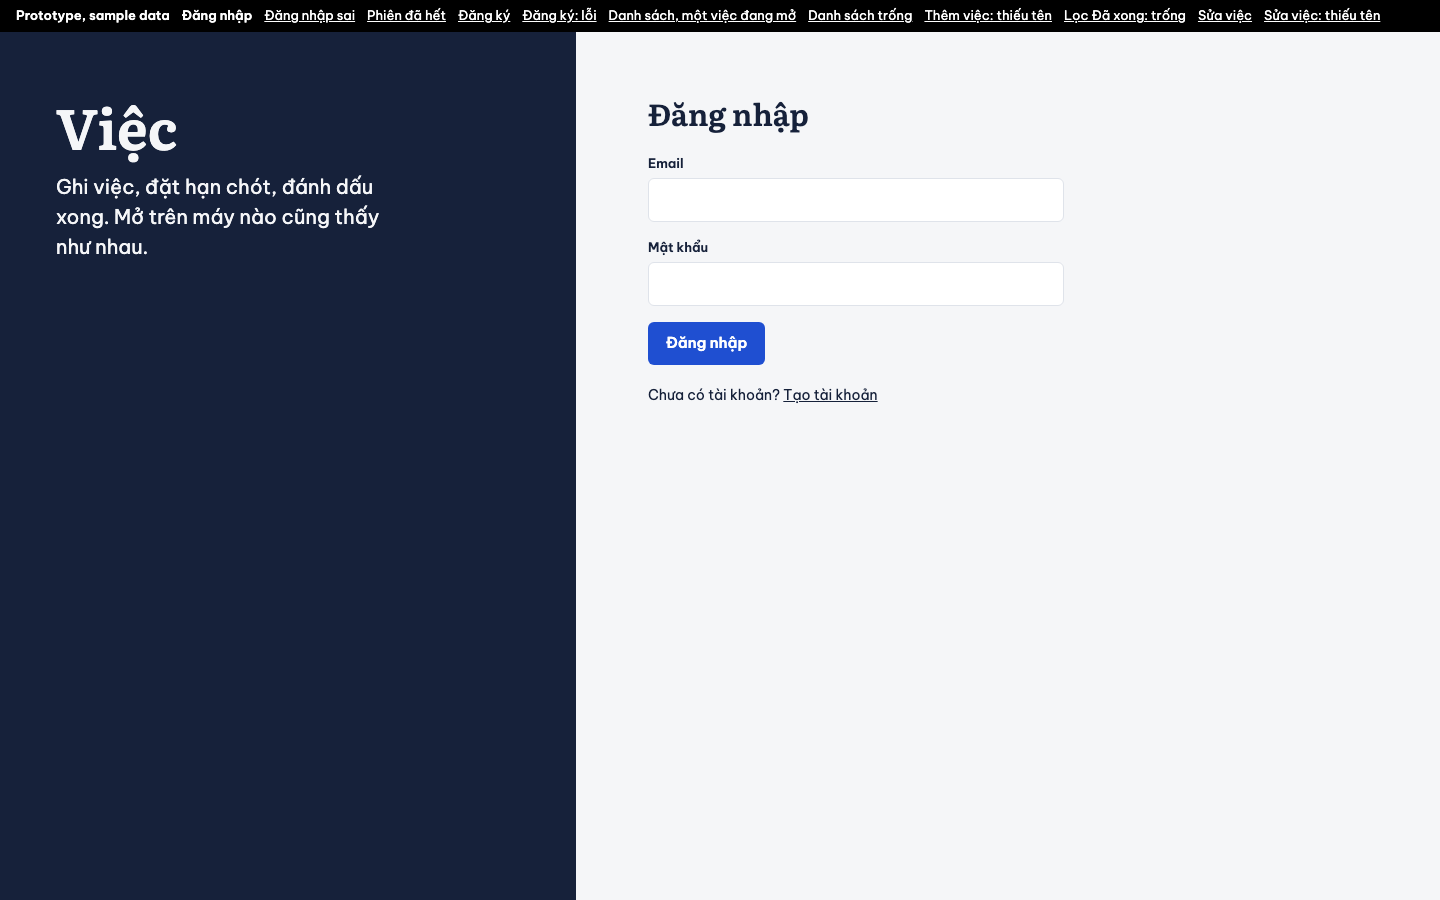 Prototype, sample data Đăng nhập Đăng nhập sai Phiên đã hết Đăng ký Đăng ký: lỗi Danh sách, một việc đang mở Danh sách trống Thêm việc: thiếu tên Lọc Đã xong: trống Sửa việc Sửa việc: thiếu tên
Việc
Ghi việc, đặt hạn chót, đánh dấu
xong. Mở trên máy nào cũng thấy
như nhau.
Đăng nhập
Email
Mật khẩu
Đăng nhập
Chưa có tài khoản? Tạo tài khoản